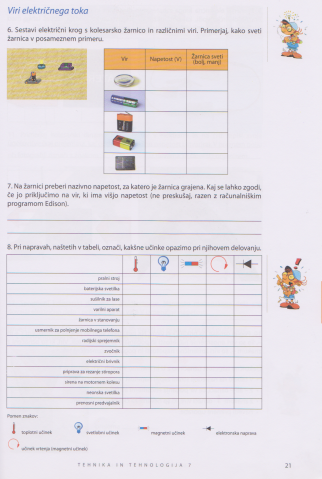 Viri električnega toka
6. Sestavi električni krog s kolesarsko žarnico in različnimi viri. Primerjaj, kako sveti
žarnica v posameznem primeru.
Vir Napetost (V) Žarnica sveti
(bolj, manj)
7. Na žarnici preberi nazivno napetost, za katero je žarnica grajena. Kaj se lahko zgodi,
če jo priključimo na vir, ki ima višjo napetost (ne preskušaj, razen z računalniškim
programom Edison).
8. Pri napravah, naštetih v tabeli, označi, kakšne učinke opazimo pri njihovem delovanju.
pralni stroj
baterijska svetilka
sušilnik za lase
varilni aparat
žarnica v stanovanju
usmernik za polnjenje mobilnega telefona
radijski sprejemnik
zvočnik
električni brivnik
priprava za rezanje stiropora
sirena na motornem kolesu
neonska svetilka
prenosni predvajalnik
Pomen znakov:
toplotni učinek svetlobni učinek magnetni učinek elektronska naprava
učinek vrtenja (magnetni učinek)
TEHNIKA IN TEHNOLOGIJA 7 21